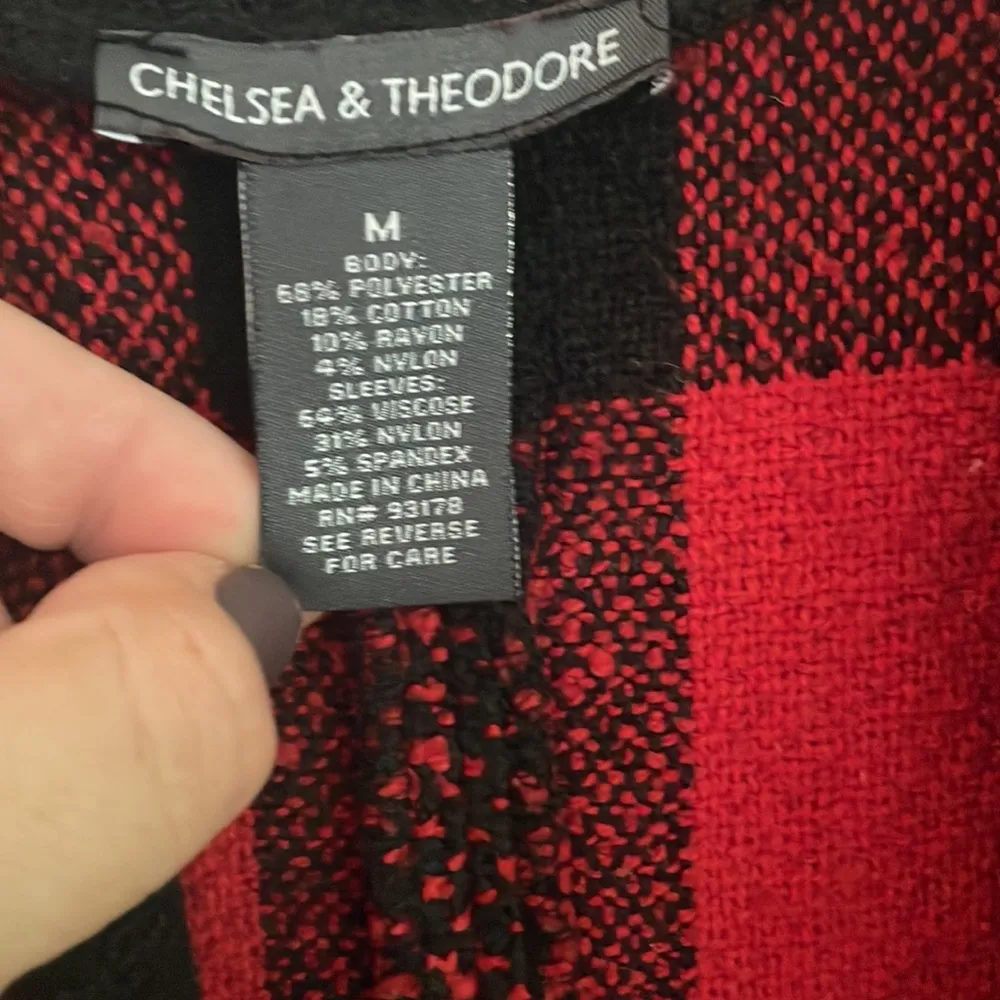 CHELSEA & THEODORE
M
BODY:
68% POLYESTER
18% COTTON
10% RAYON
4% NYLON
SLEEVES:
64% VISCOSE
31% NYLON
5% SPANDEX
MADE IN CHINA
RN# 93178
SEE REVERSE
FOR CARE